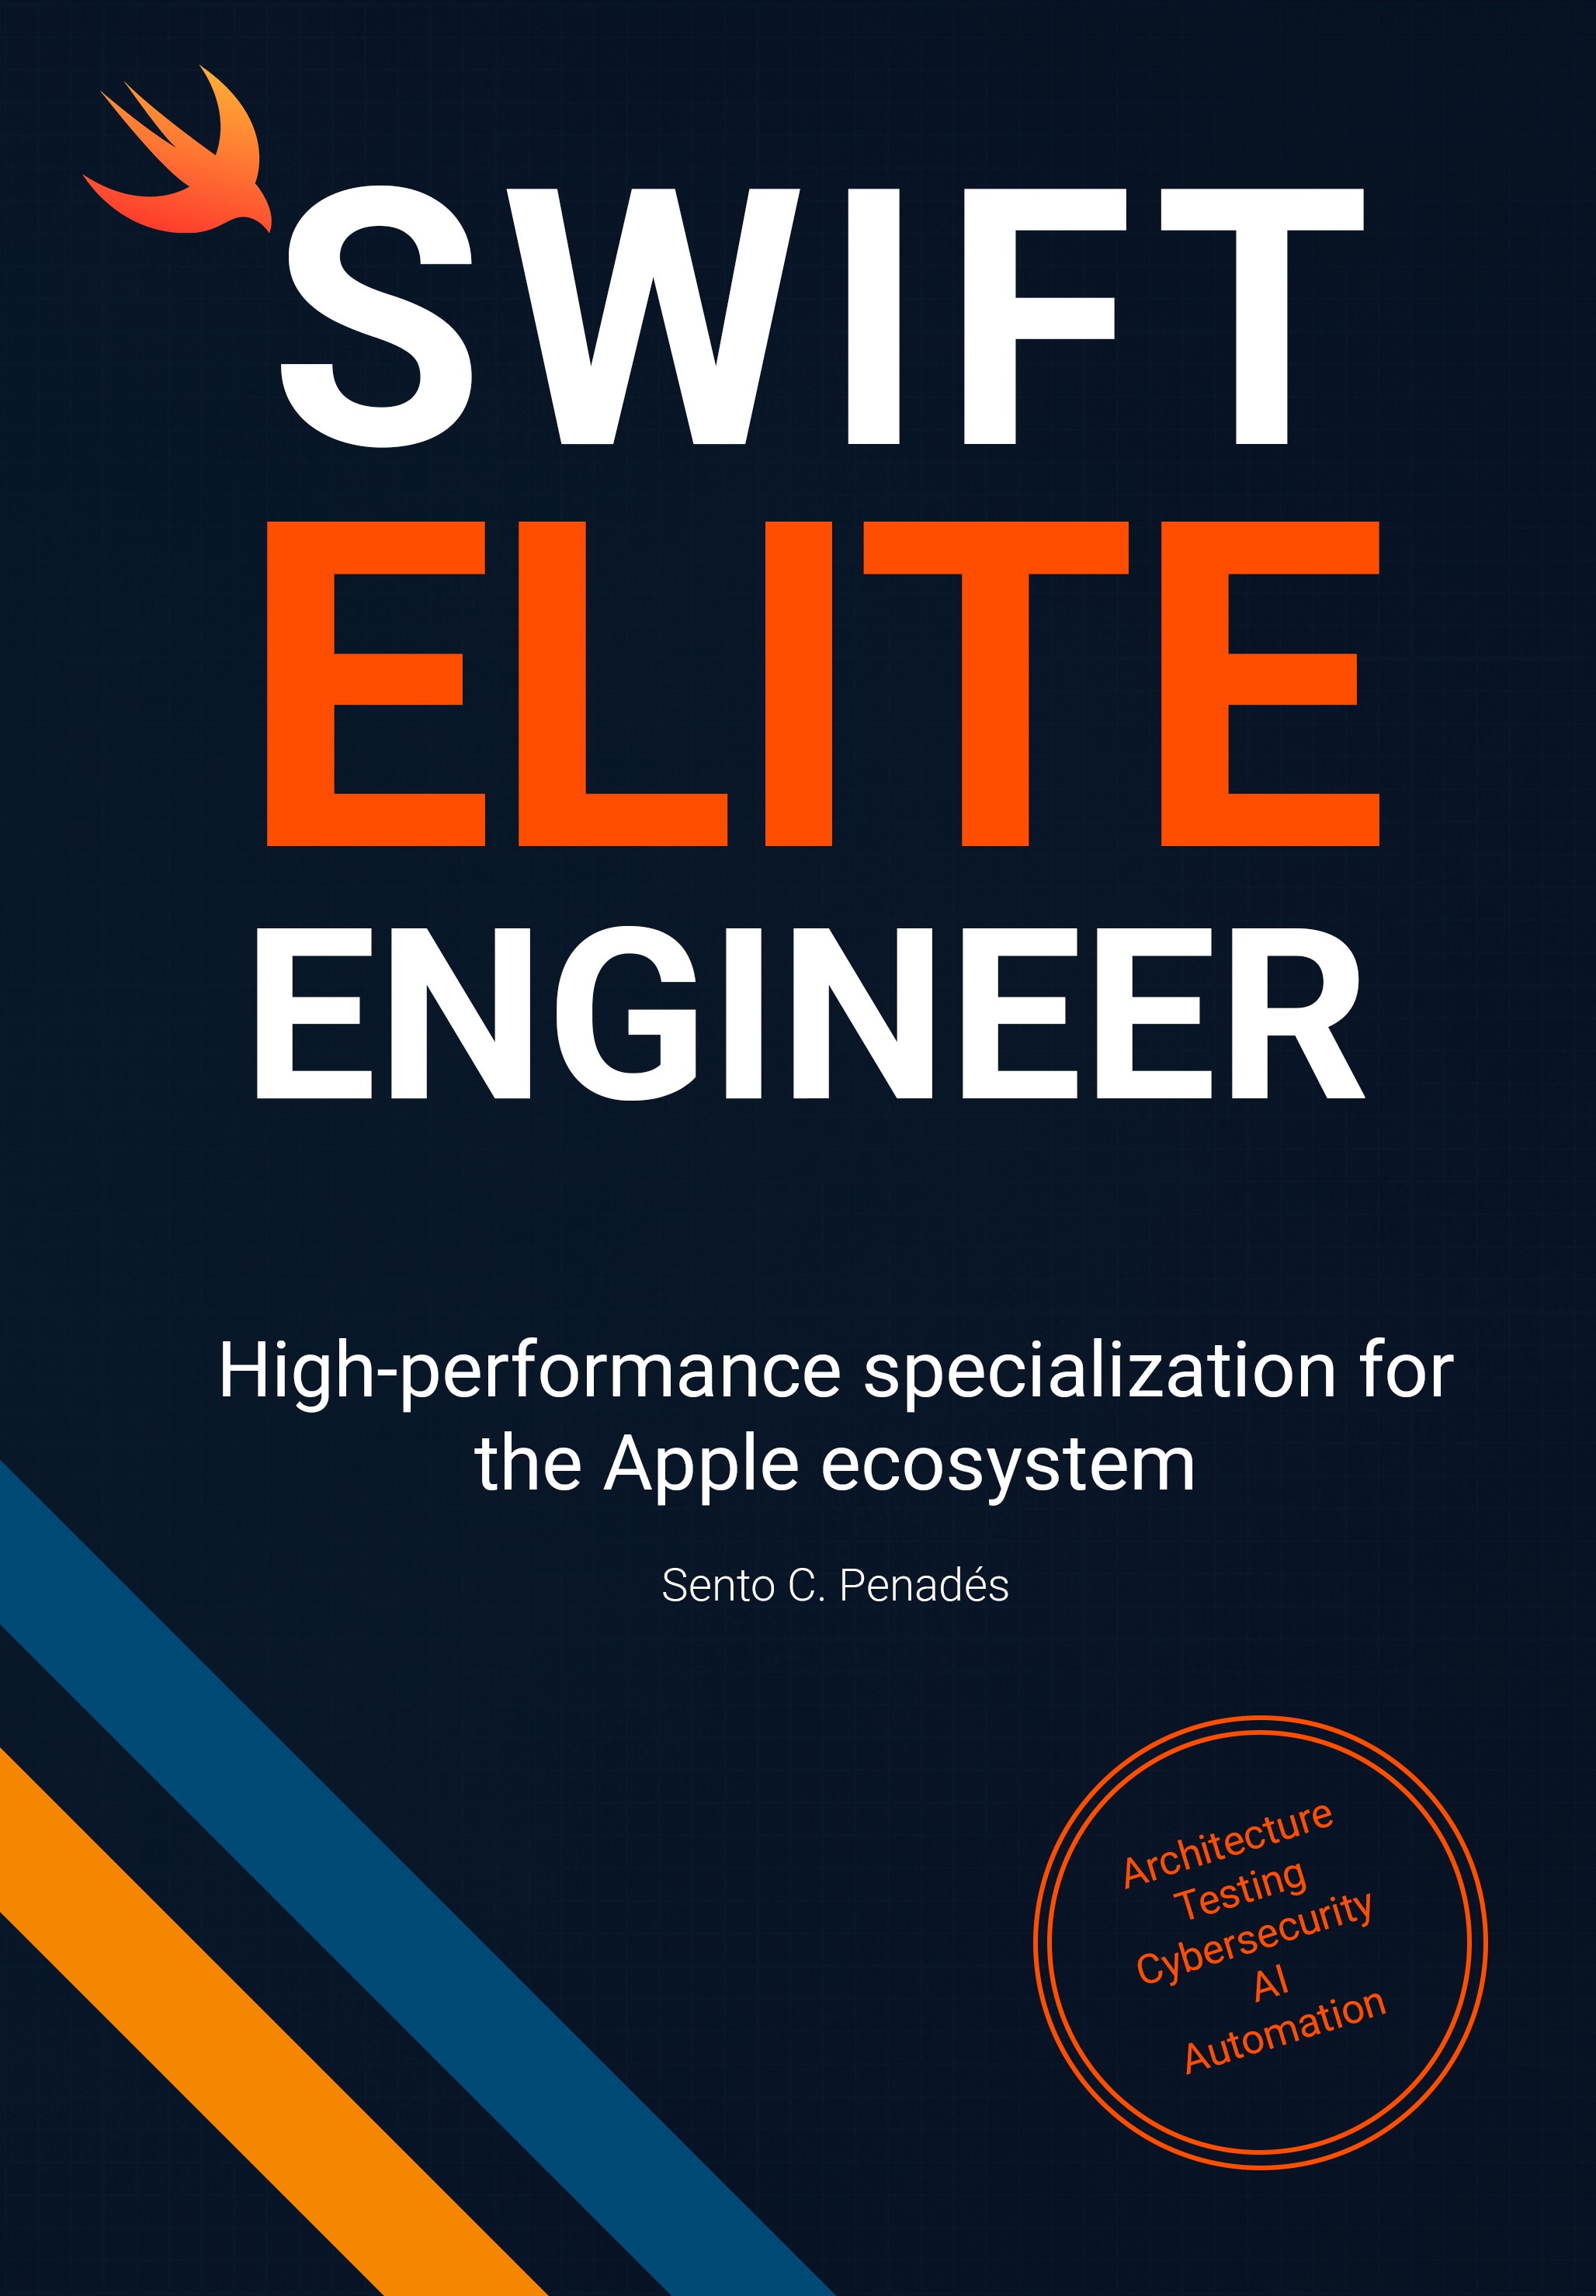 SWIFT
ELITE
ENGINEER
High-performance specialization for
the Apple ecosystem
Sento C. Penadés
Architecture
Testing
Cybersecurity
AI
Automation